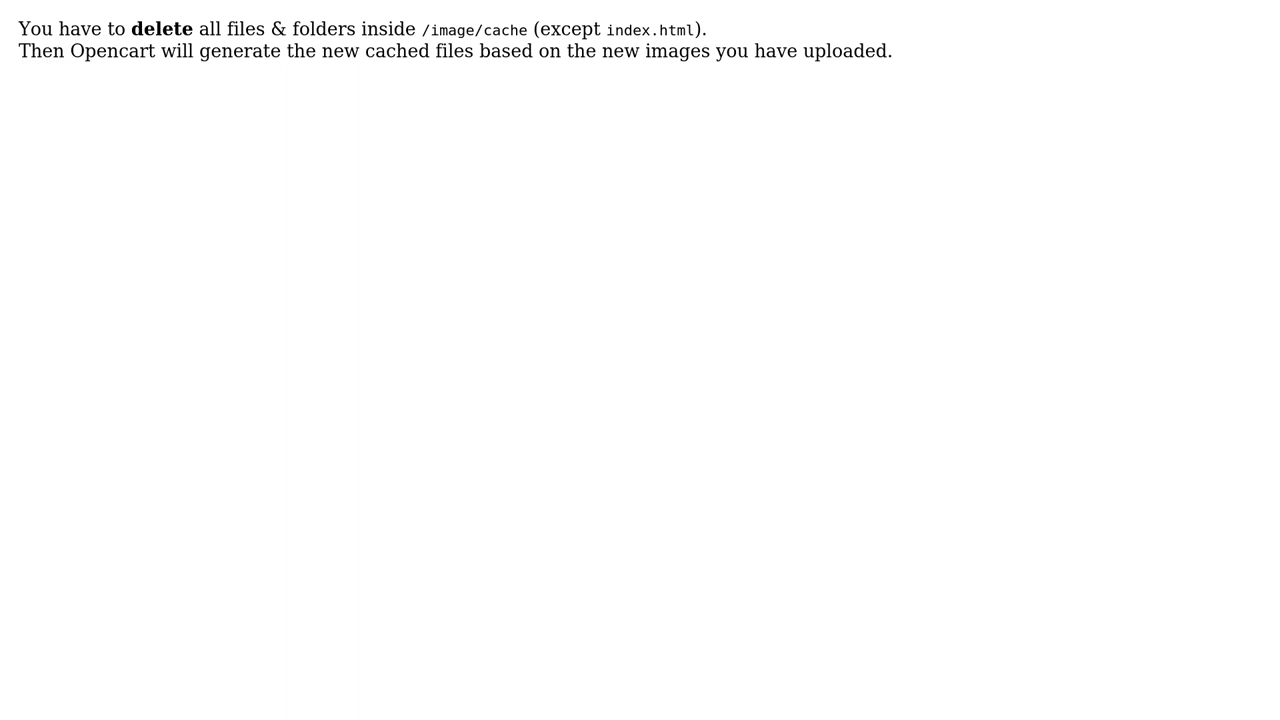 You have to delete all files & folders inside /image/cache (except index.html).
Then Opencart will generate the new cached files based on the new images you have uploaded.